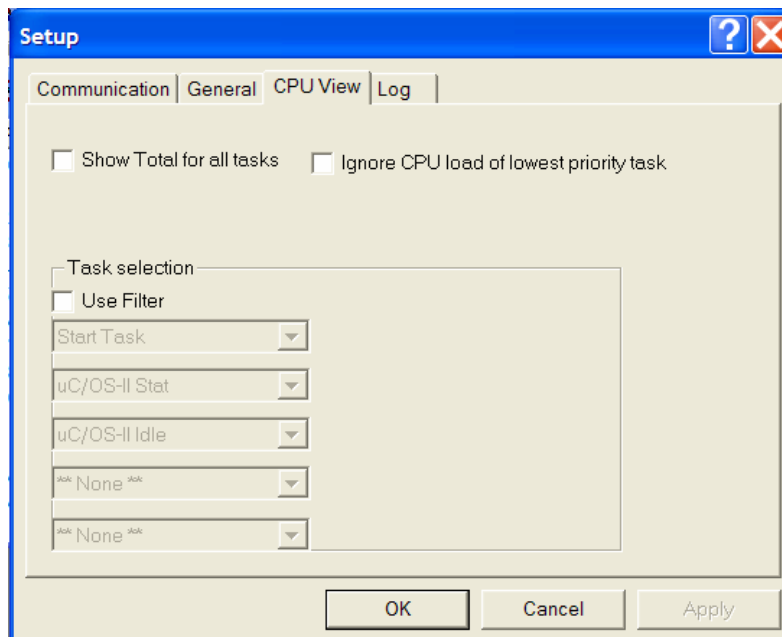 Setup
Communication General CPU View Log
Show Total for all tasks Ignore CPU load of lowest priority task
Task selection
Use Filter
Start Task
uC/OS-II Stat
uC/OS-II Idle
** None **
** None **
OK Cancel Apply